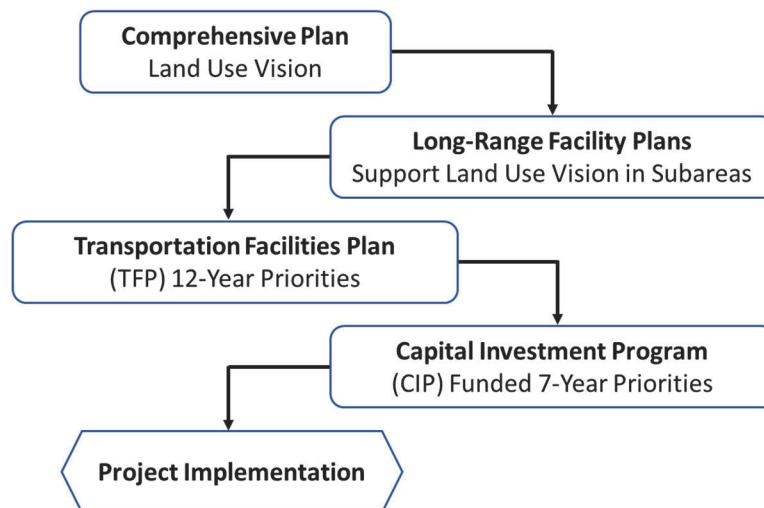 Comprehensive Plan
Land Use Vision
Long-Range Facility Plans
Support Land Use Vision in Subareas
Transportation Facilities Plan
(TFP) 12-Year Priorities
Capital Investment Program
(CIP) Funded 7-Year Priorities
Project Implementation